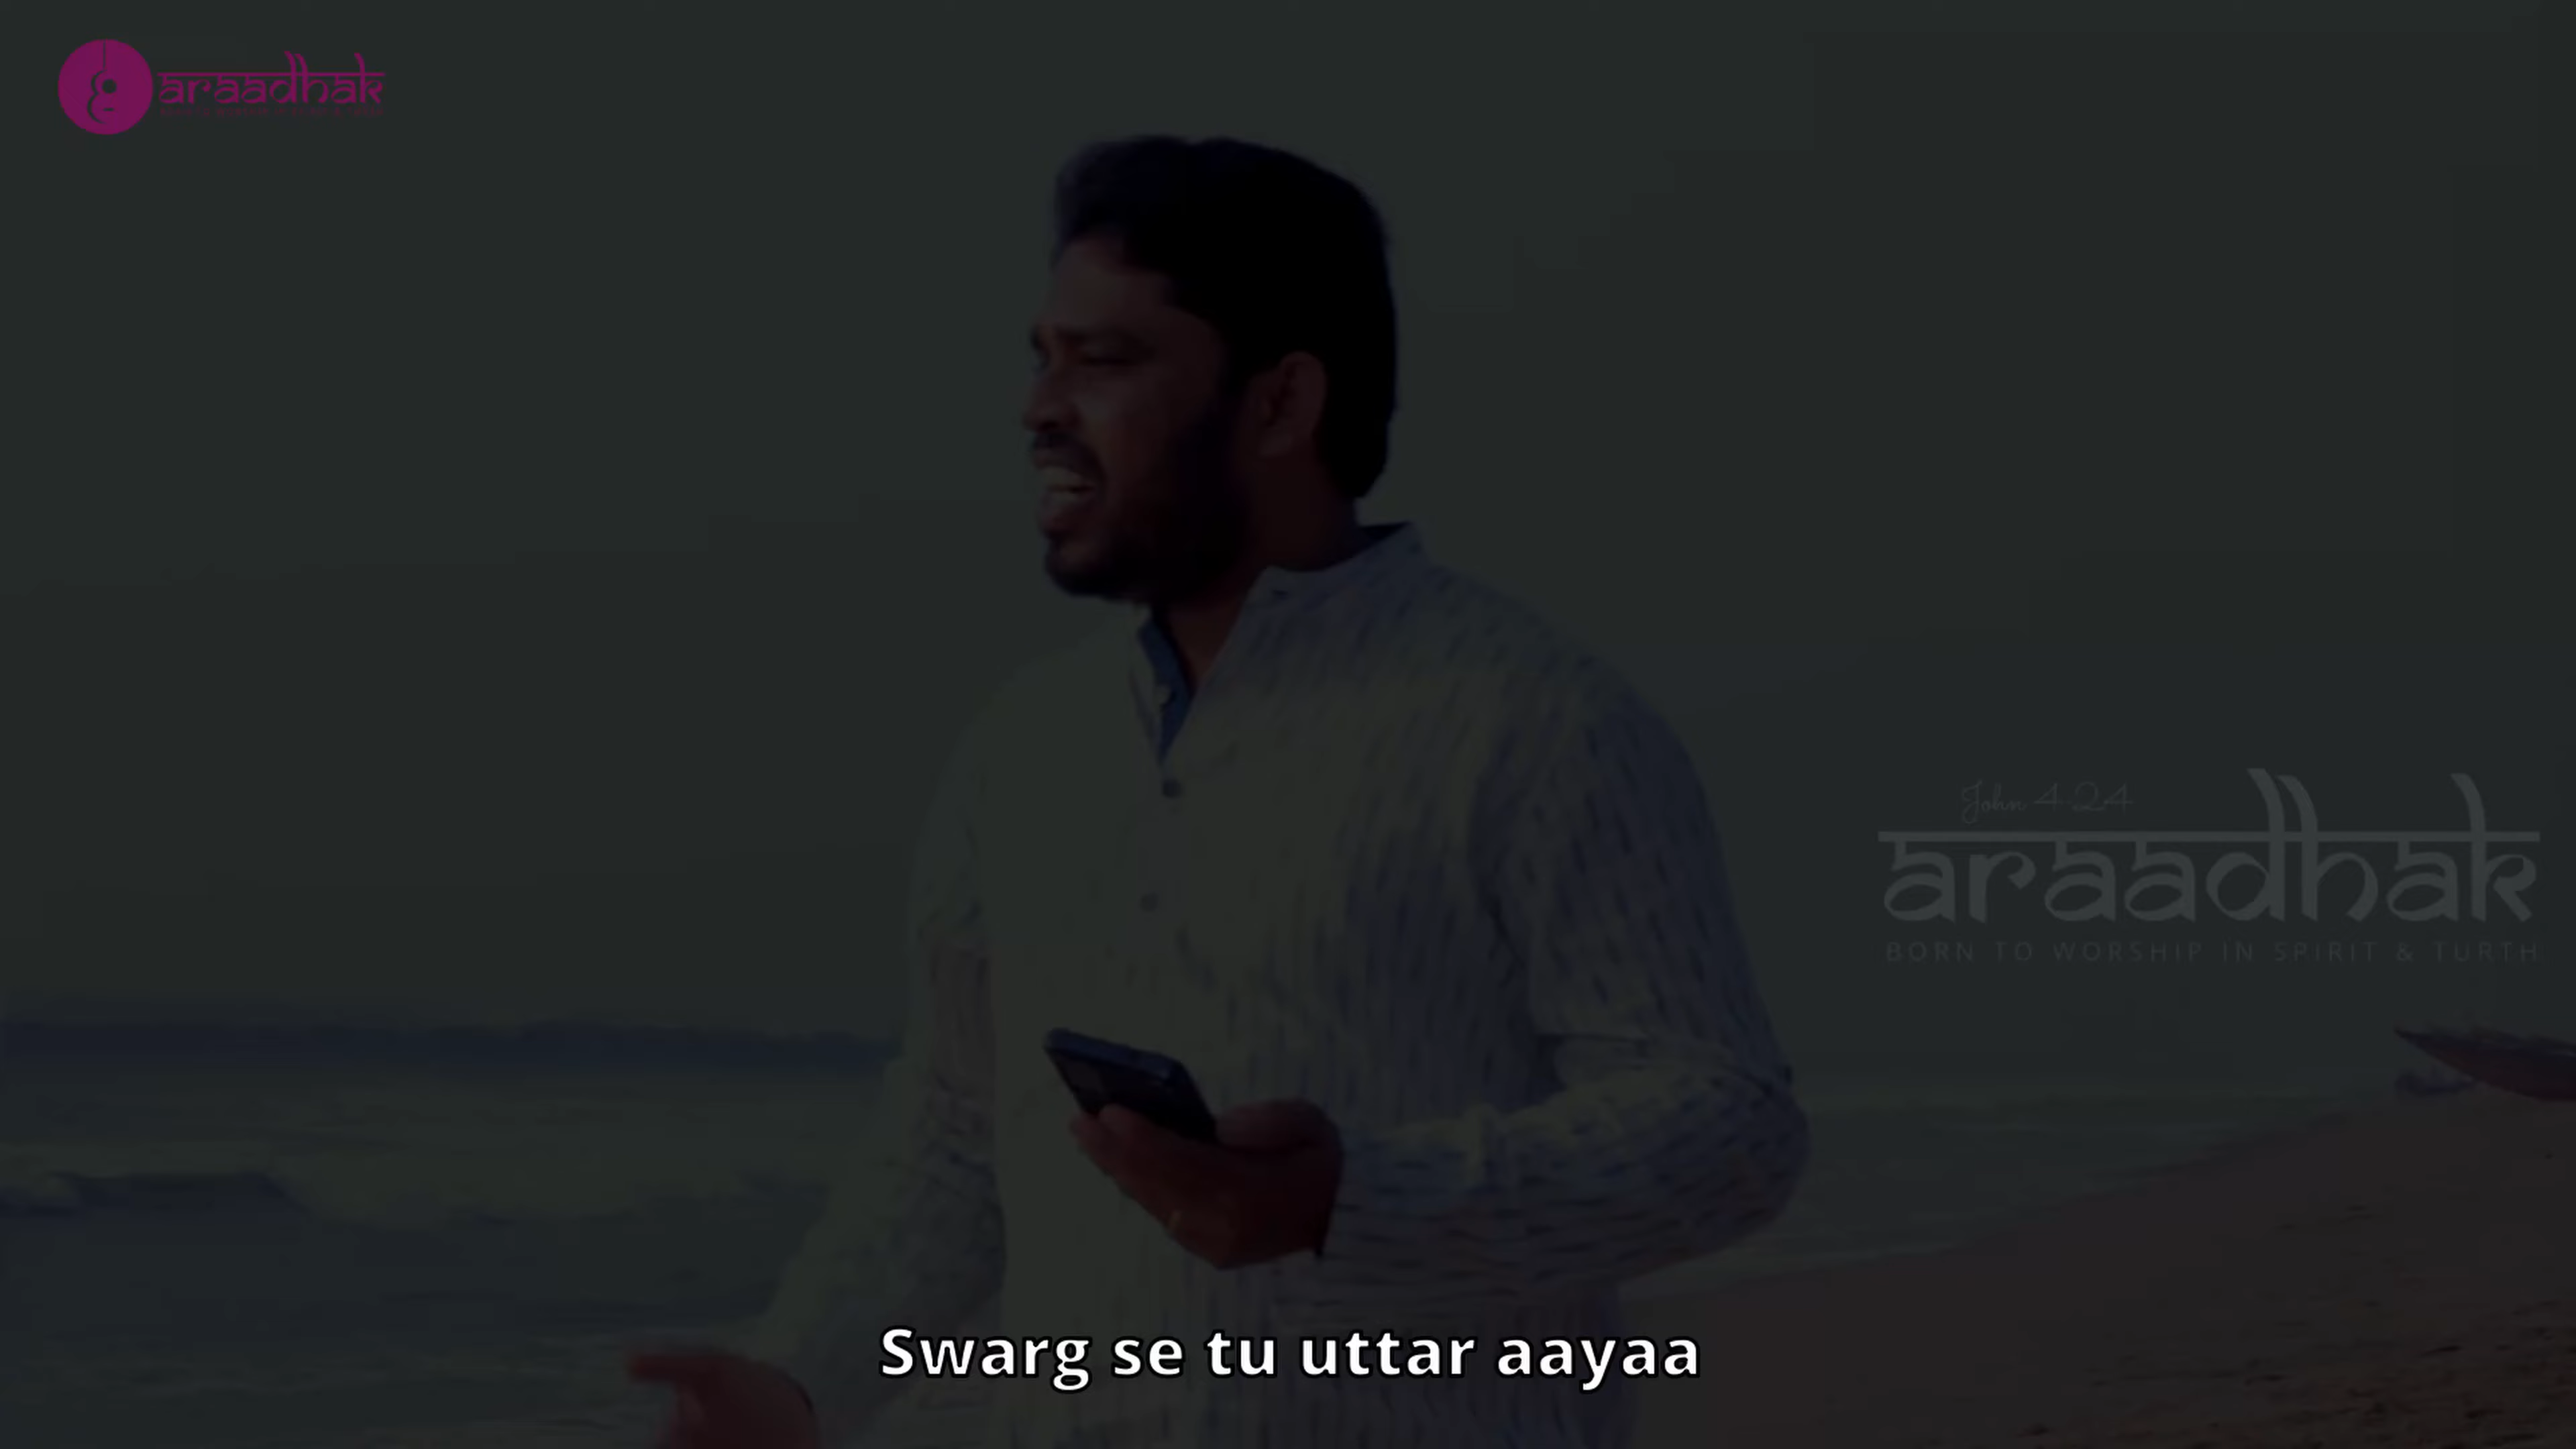 araadhak
John 4-24
araadhak
BORN TO WORSHIP IN SPIRIT & TURTH
Swarg se tu uttar aayaa